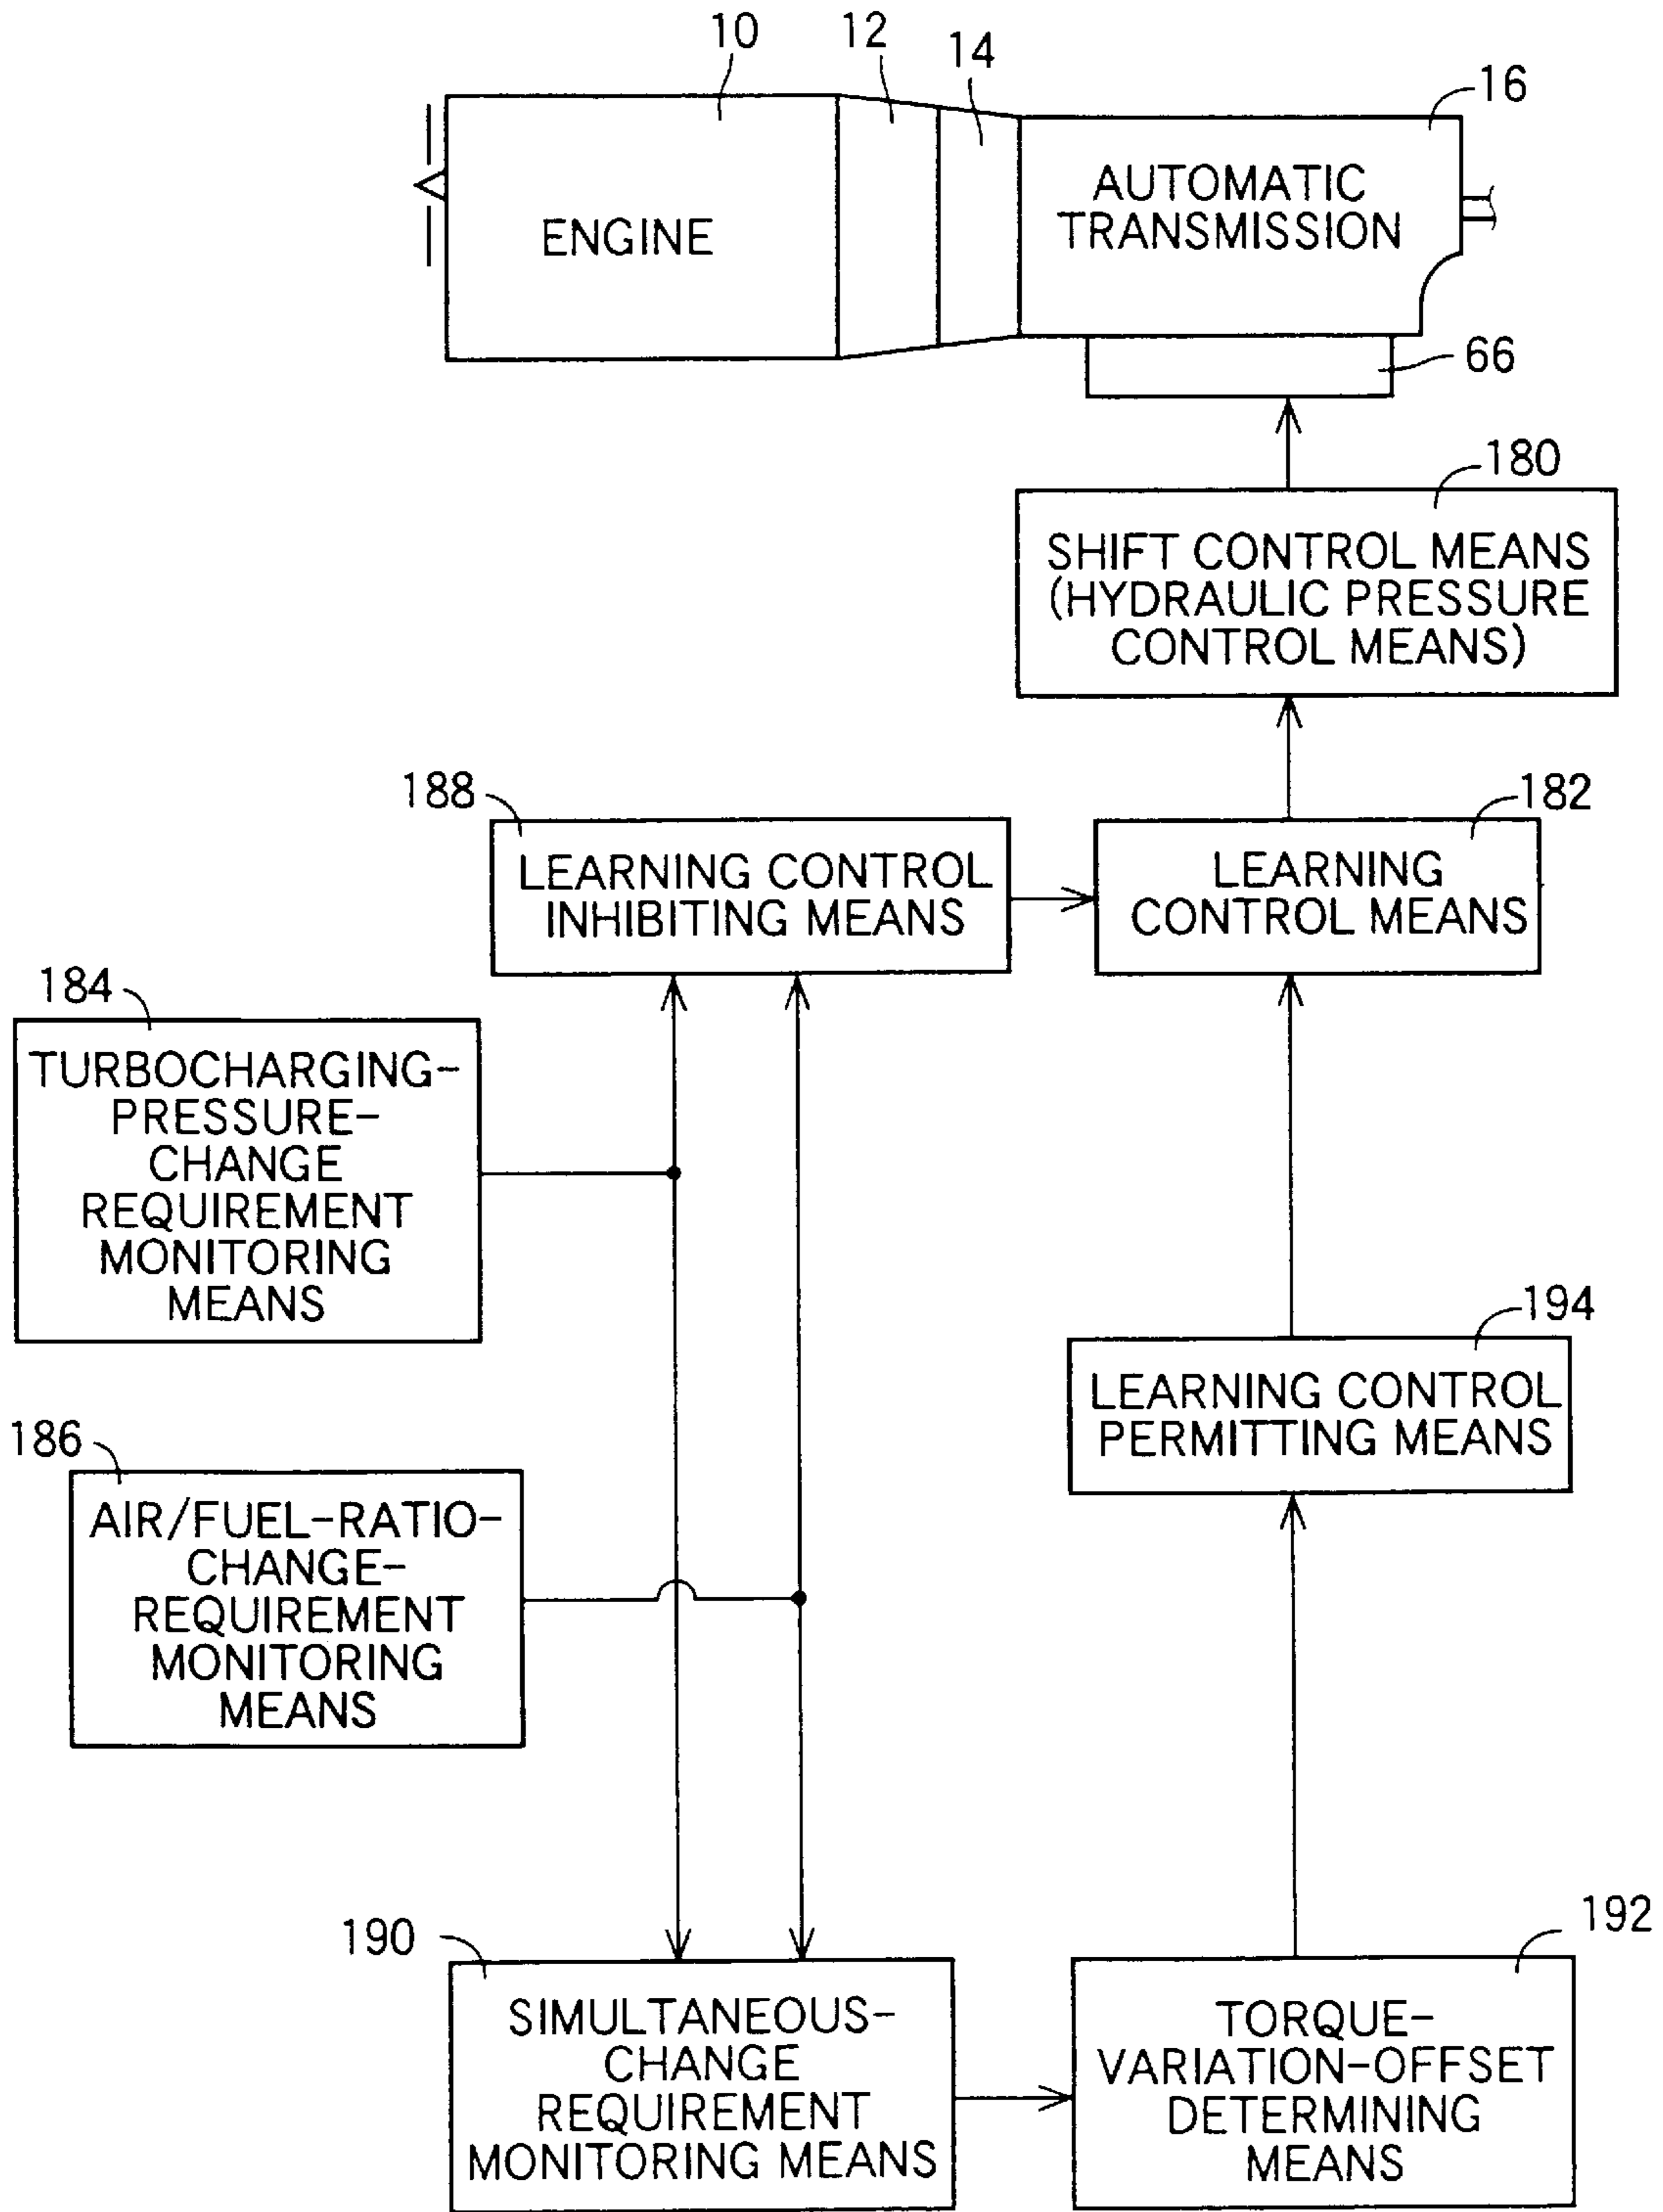 10
12
14
16
ENGINE
AUTOMATIC
TRANSMISSION
66
180
SHIFT CONTROL MEANS
(HYDRAULIC PRESSURE
CONTROL MEANS)
188
LEARNING CONTROL
INHIBITING MEANS
182
LEARNING
CONTROL MEANS
184
TURBOCHARGING-
PRESSURE-
CHANGE
REQUIREMENT
MONITORING
MEANS
194
LEARNING CONTROL
PERMITTING MEANS
186
AIR/FUEL-RATIO-
CHANGE-
REQUIREMENT
MONITORING
MEANS
190
SIMULTANEOUS-
CHANGE
REQUIREMENT
MONITORING MEANS
192
TORQUE-
VARIATION-OFFSET
DETERMINING
MEANS